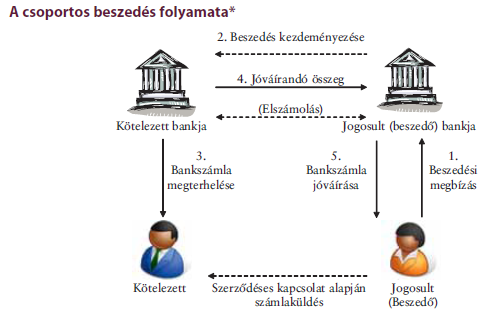 A csoportos beszedés folyamata*
2. Beszedés kezdeményezése
4. Jóváírandó összeg
(Elszámolás)
Kötelezett bankja
Jogosult (beszedő) bankja
3.
Bankszámla
megterhelése
5.
Bankszámla
jóváírása
1.
Beszedési
megbízás
Kötelezett
Szerződéses kapcsolat alapján
számlaküldés
Jogosult
(Beszedő)